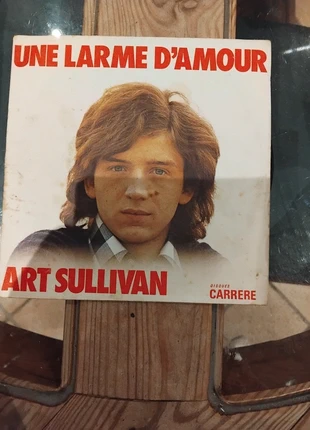 UNE LARME D'AMOUR
ART SULLIVAN
DISQUES
CARRERE